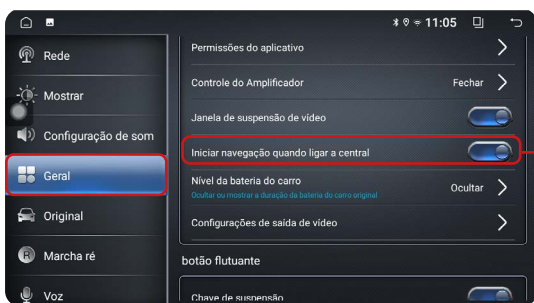 11:05
Rede
Mostrar
Configuração de som
Geral
Original
Marcha ré
Voz
Permissões do aplicativo
Controle do Amplificador Fechar
Janela de suspensão de vídeo
Iniciar navegação quando ligar a central
Nível da bateria do carro Ocultar
Ocultar ou mostrar a duração da bateria do carro original
Configurações de saída de vídeo
botão flutuante
Chave de suspensão